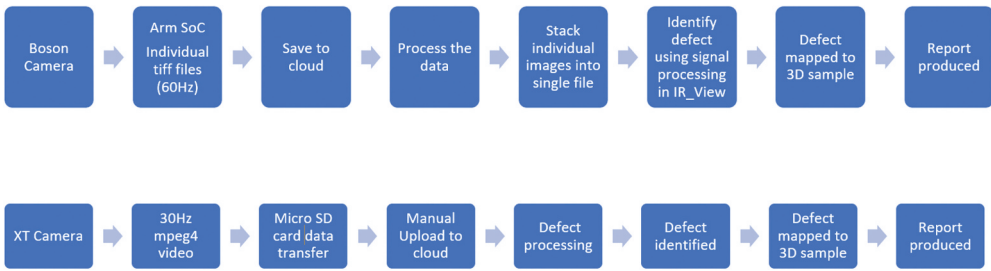 Boson
Camera
Arm SoC
Individual
tiff files
(60Hz)
Save to
cloud
Process the
data
Stack
individual
images into
single file
Identify
defect
using signal
processing
in IR_View
Defect
mapped to
3D sample
Report
produced
XT Camera
30Hz
mpeg4
video
Micro SD
card data
transfer
Manual
Upload to
cloud
Defect
processing
Defect
identified
Defect
mapped to
3D sample
Report
produced